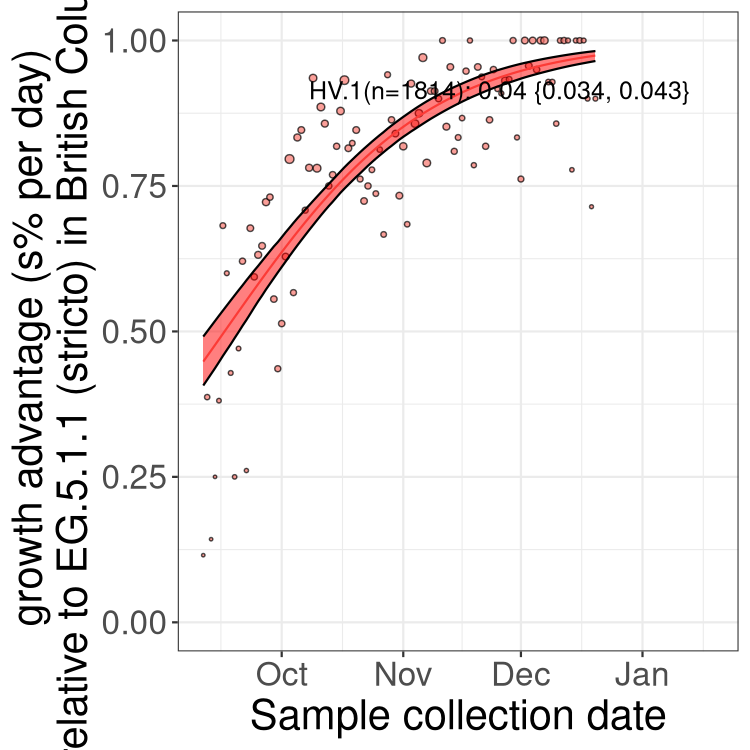 growth advantage (s% per day)
relative to EG.5.1.1 (stricto) in British Colu
1.00
0.75
0.50
0.25
0.00
HV.1(n=1814): 0.04 {0.034, 0.043}
Oct Nov Dec Jan
Sample collection date